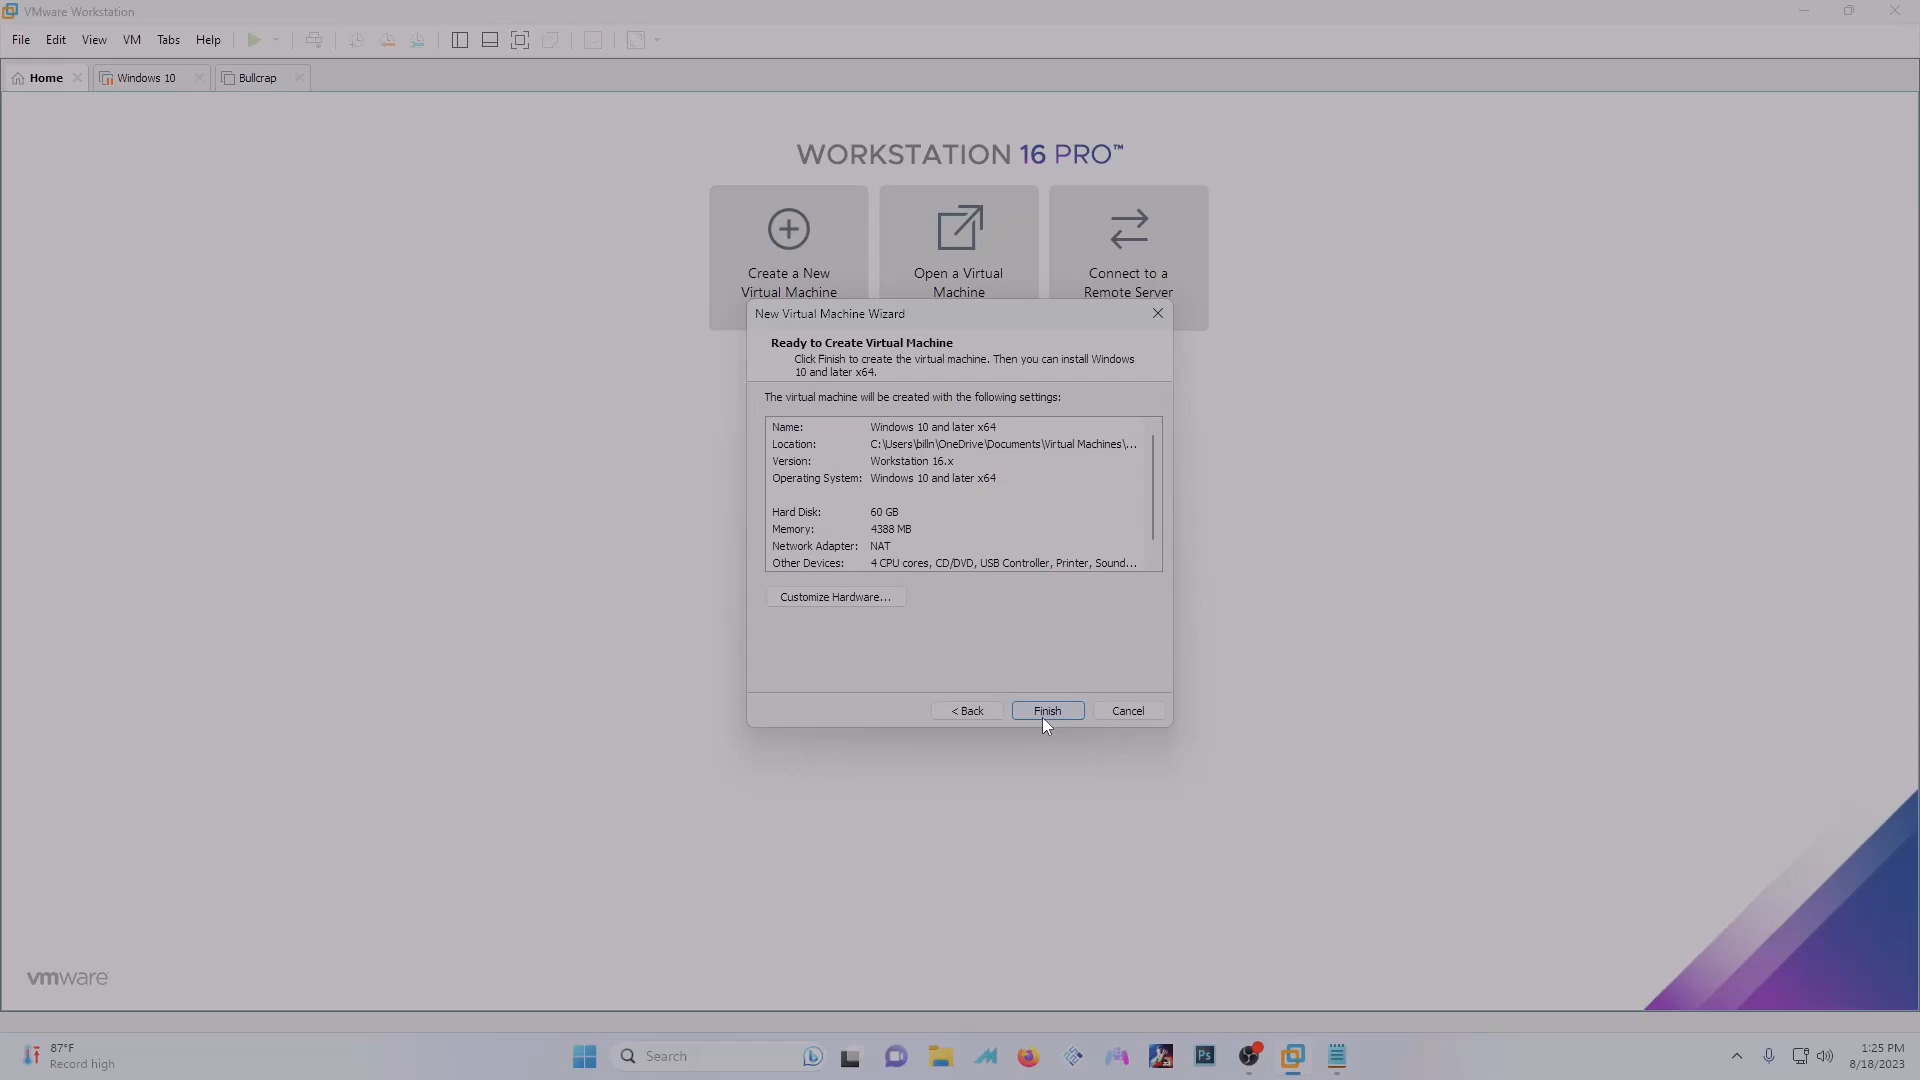 VMware Workstation
File Edit View VM Tabs Help
Home Windows 10 Bullcrap
WORKSTATION 16 PRO™
Create a New
Virtual Machine
Open a Virtual
Machine
Connect to a
Remote Server
New Virtual Machine Wizard
Ready to Create Virtual Machine
Click Finish to create the virtual machine. Then you can install Windows
10 and later x64.
The virtual machine will be created with the following settings:
Name: Windows 10 and later x64
Location: C:\Users\billn\OneDrive\Documents\Virtual Machines\...
Version: Workstation 16.x
Operating System: Windows 10 and later x64
Hard Disk: 60 GB
Memory: 4388 MB
Network Adapter: NAT
Other Devices: 4 CPU cores, CD/DVD, USB Controller, Printer, Sound...
Customize Hardware...
< Back Finish Cancel
vmware
87°F
Record high
Search
Ps
1:25 PM
8/18/2023